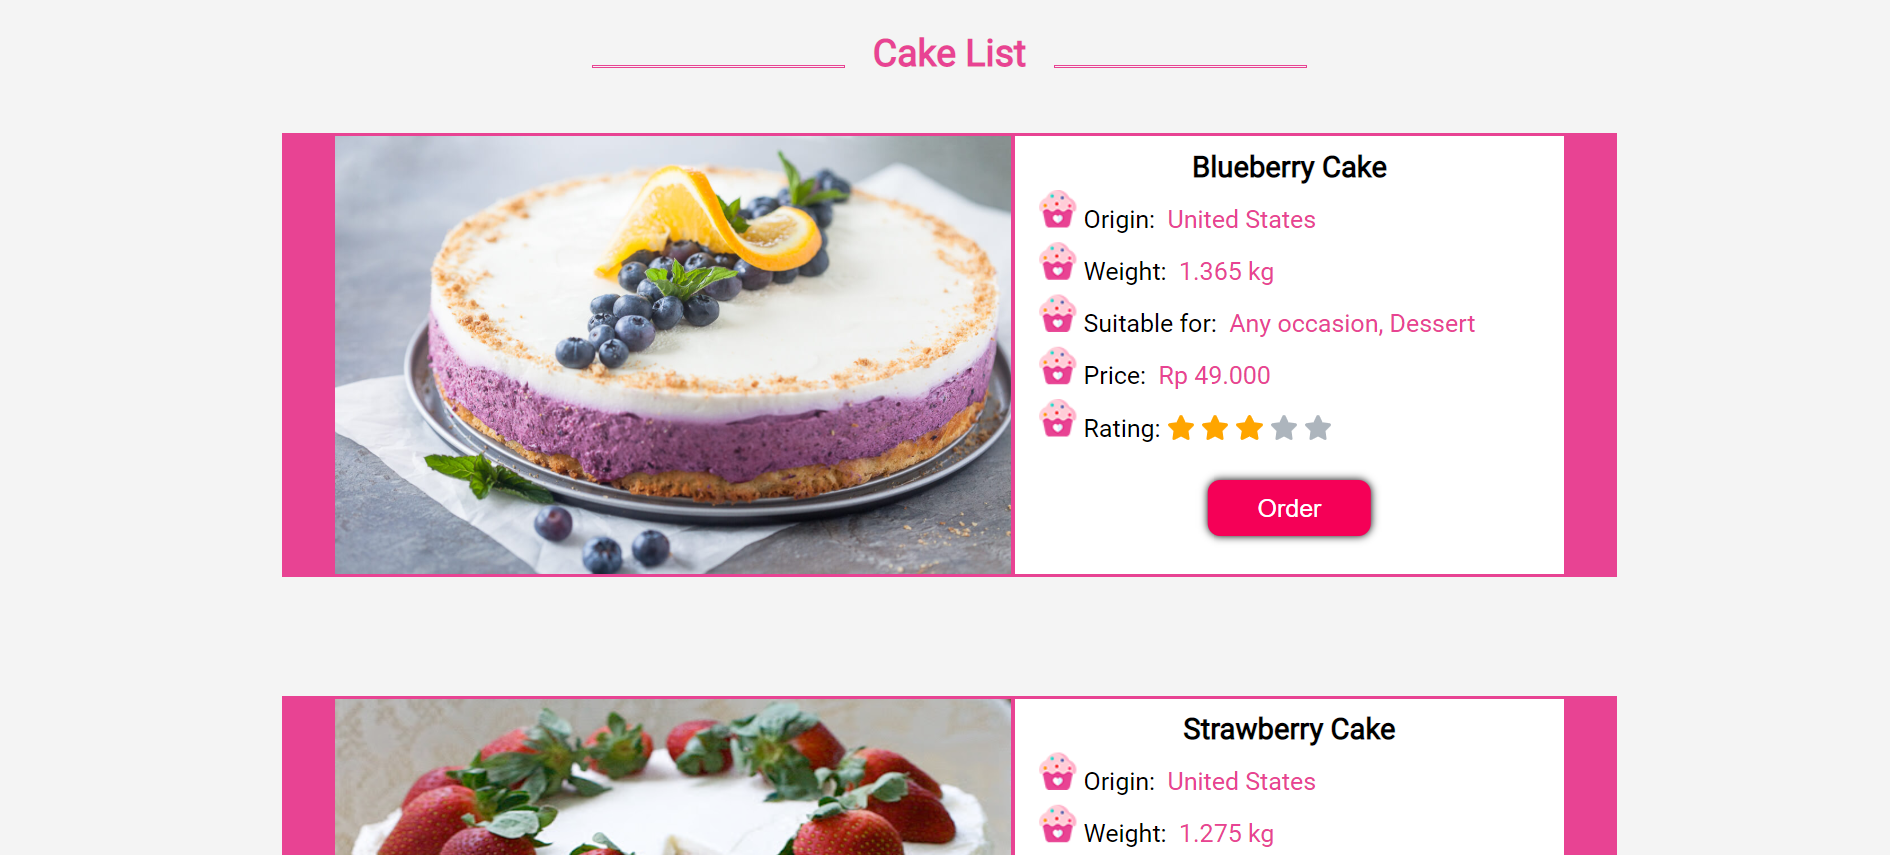 Cake List
Blueberry Cake
Origin: United States
Weight: 1.365 kg
Suitable for: Any occasion, Dessert
Price: Rp 49.000
Rating:
Order
Strawberry Cake
Origin: United States
Weight: 1.275 kg